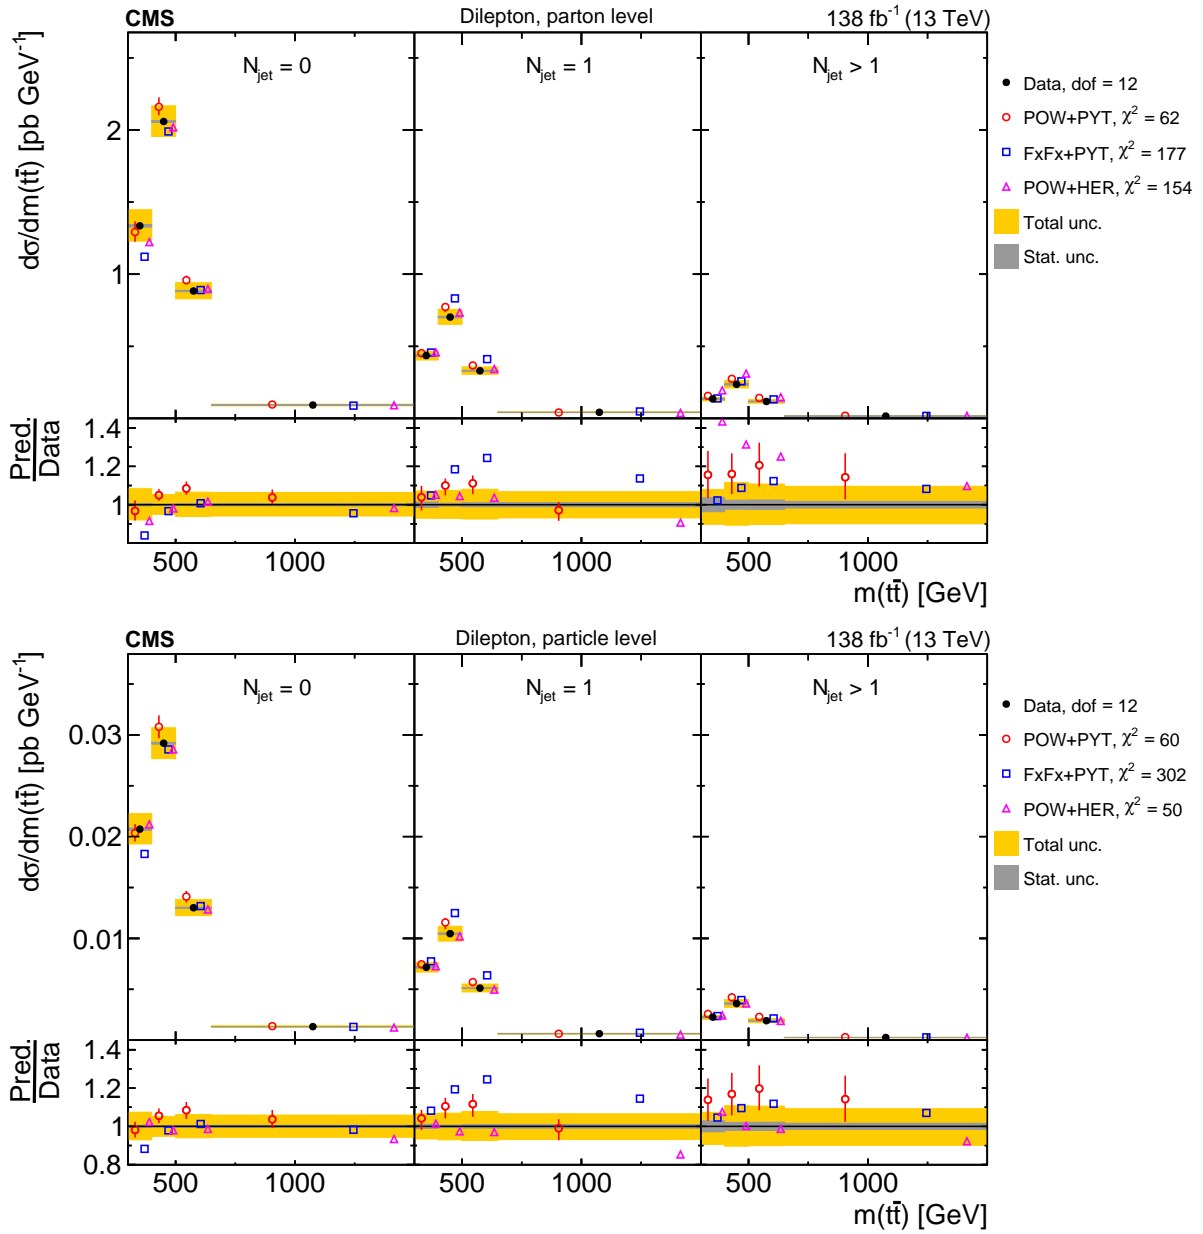 CMS Dilepton, parton level 138 fb⁻¹ (13 TeV)
N_jet = 0 N_jet = 1 N_jet > 1
dσ/dm(tt̄) [pb GeV⁻¹]
2
1
Data, dof = 12
POW+PYT, χ² = 62
FxFx+PYT, χ² = 177
POW+HER, χ² = 154
Total unc.
Stat. unc.
Pred.
Data
1.4
1.2
1
500 1000 500 1000 500 1000
m(tt̄) [GeV]
CMS Dilepton, particle level 138 fb⁻¹ (13 TeV)
N_jet = 0 N_jet = 1 N_jet > 1
dσ/dm(tt̄) [pb GeV⁻¹]
0.03
0.02
0.01
Data, dof = 12
POW+PYT, χ² = 60
FxFx+PYT, χ² = 302
POW+HER, χ² = 50
Total unc.
Stat. unc.
Pred.
Data
1.4
1.2
1
0.8
500 1000 500 1000 500 1000
m(tt̄) [GeV]